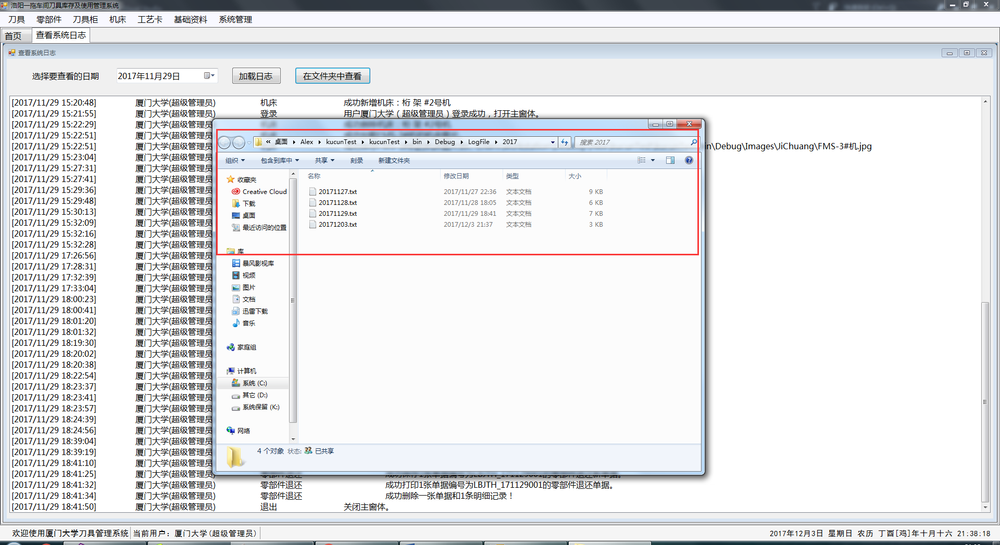 洛阳一拖车间刀具库存及使用管理系统
刀具 零部件 刀具柜 机床 工艺卡 基础资料 系统管理
首页 查看系统日志
查看系统日志
选择要查看的日期 2017年11月29日 加载日志 在文件夹中查看
[2017/11/29 15:20:48] 厦门大学(超级管理员) 机床 成功新增机床：桁 架 #2号机
[2017/11/29 15:21:55] 厦门大学(超级管理员) 登录 用户厦门大学（超级管理员）登录成功，打开主窗体。
[2017/11/29 15:22:29] 厦门大学(超级管理员
[2017/11/29 15:22:51] 厦门大学(超级管理员
[2017/11/29 15:22:51] 厦门大学(超级管理员 in\Debug\Images\JiChuang\FMS-3#机.jpg
[2017/11/29 15:23:04] 厦门大学(超级管理员
[2017/11/29 15:27:31] 厦门大学(超级管理员
[2017/11/29 15:27:41] 厦门大学(超级管理员
[2017/11/29 15:29:36] 厦门大学(超级管理员
[2017/11/29 15:29:48] 厦门大学(超级管理员
[2017/11/29 15:30:13] 厦门大学(超级管理员
[2017/11/29 15:32:09] 厦门大学(超级管理员
[2017/11/29 15:32:16] 厦门大学(超级管理员
[2017/11/29 15:32:28] 厦门大学(超级管理员
[2017/11/29 17:26:56] 厦门大学(超级管理员
[2017/11/29 17:28:31] 厦门大学(超级管理员
[2017/11/29 17:32:39] 厦门大学(超级管理员
[2017/11/29 17:33:04] 厦门大学(超级管理员
[2017/11/29 18:00:23] 厦门大学(超级管理员
[2017/11/29 18:00:41] 厦门大学(超级管理员
[2017/11/29 18:01:20] 厦门大学(超级管理员
[2017/11/29 18:01:32] 厦门大学(超级管理员
[2017/11/29 18:19:30] 厦门大学(超级管理员
[2017/11/29 18:20:02] 厦门大学(超级管理员
[2017/11/29 18:20:38] 厦门大学(超级管理员
[2017/11/29 18:22:54] 厦门大学(超级管理员
[2017/11/29 18:23:37] 厦门大学(超级管理员
[2017/11/29 18:23:41] 厦门大学(超级管理员
[2017/11/29 18:23:57] 厦门大学(超级管理员
[2017/11/29 18:24:39] 厦门大学(超级管理员
[2017/11/29 18:24:56] 厦门大学(超级管理员
[2017/11/29 18:39:04] 厦门大学(超级管理员
[2017/11/29 18:39:19] 厦门大学(超级管理员
[2017/11/29 18:41:10] 厦门大学(超级管理员
[2017/11/29 18:41:25] 厦门大学(超级管理员) 零部件退还 成功保存1张单据编号为LBJTH_171129001的零部件退还新单据。
[2017/11/29 18:41:32] 厦门大学(超级管理员) 零部件退还 成功打印1张单据编号为LBJTH_171129001的零部件退还单据。
[2017/11/29 18:41:34] 厦门大学(超级管理员) 零部件退还 成功删除一张单据和1条明细记录！
[2017/11/29 18:41:50] 厦门大学(超级管理员) 退出 关闭主窗体。
« 桌面 Alex kucunTest kucunTest bin Debug LogFile 2017 搜索 2017
组织 包含到库中 共享 刻录 新建文件夹
收藏夹
Creative Cloud
下载
桌面
最近访问的位置
库
暴风影视库
视频
图片
文档
迅雷下载
音乐
家庭组
计算机
系统 (C:)
其它 (D:)
系统保留 (K:)
网络
名称 修改日期 类型 大小
20171127.txt 2017/11/27 22:36 文本文档 9 KB
20171128.txt 2017/11/28 18:05 文本文档 6 KB
20171129.txt 2017/11/29 18:41 文本文档 7 KB
20171203.txt 2017/12/3 21:37 文本文档 3 KB
4 个对象 状态: 已共享
欢迎使用厦门大学刀具管理系统 当前用户：厦门大学(超级管理员) 2017年12月3日 星期日 农历 丁酉[鸡]年十月十六 21:38:18